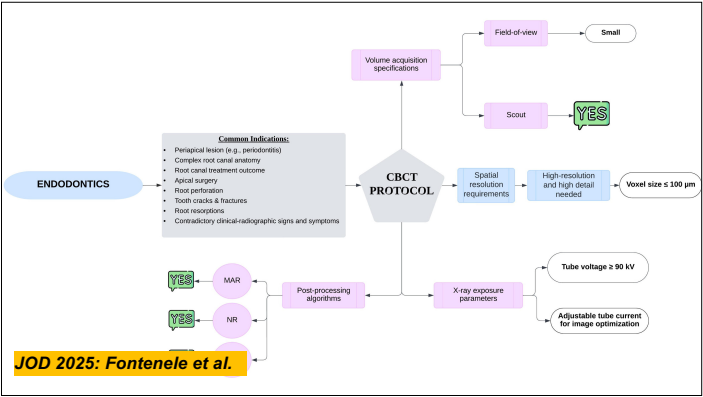 Field-of-view
Small
Volume acquisition
specifications
Scout
YES
Common Indications:
• Periapical lesion (e.g., periodontitis)
• Complex root canal anatomy
• Root canal treatment outcome
• Apical surgery
• Root perforation
• Tooth cracks & fractures
• Root resorptions
• Contradictory clinical-radiographic signs and symptoms
ENDODONTICS
CBCT
PROTOCOL
Spatial
resolution
requirements
High-resolution
and high detail
needed
Voxel size ≤ 100 µm
YES
MAR
Post-processing
algorithms
X-ray exposure
parameters
Tube voltage ≥ 90 kV
YES
NR
Adjustable tube current
for image optimization
JOD 2025: Fontenele et al.